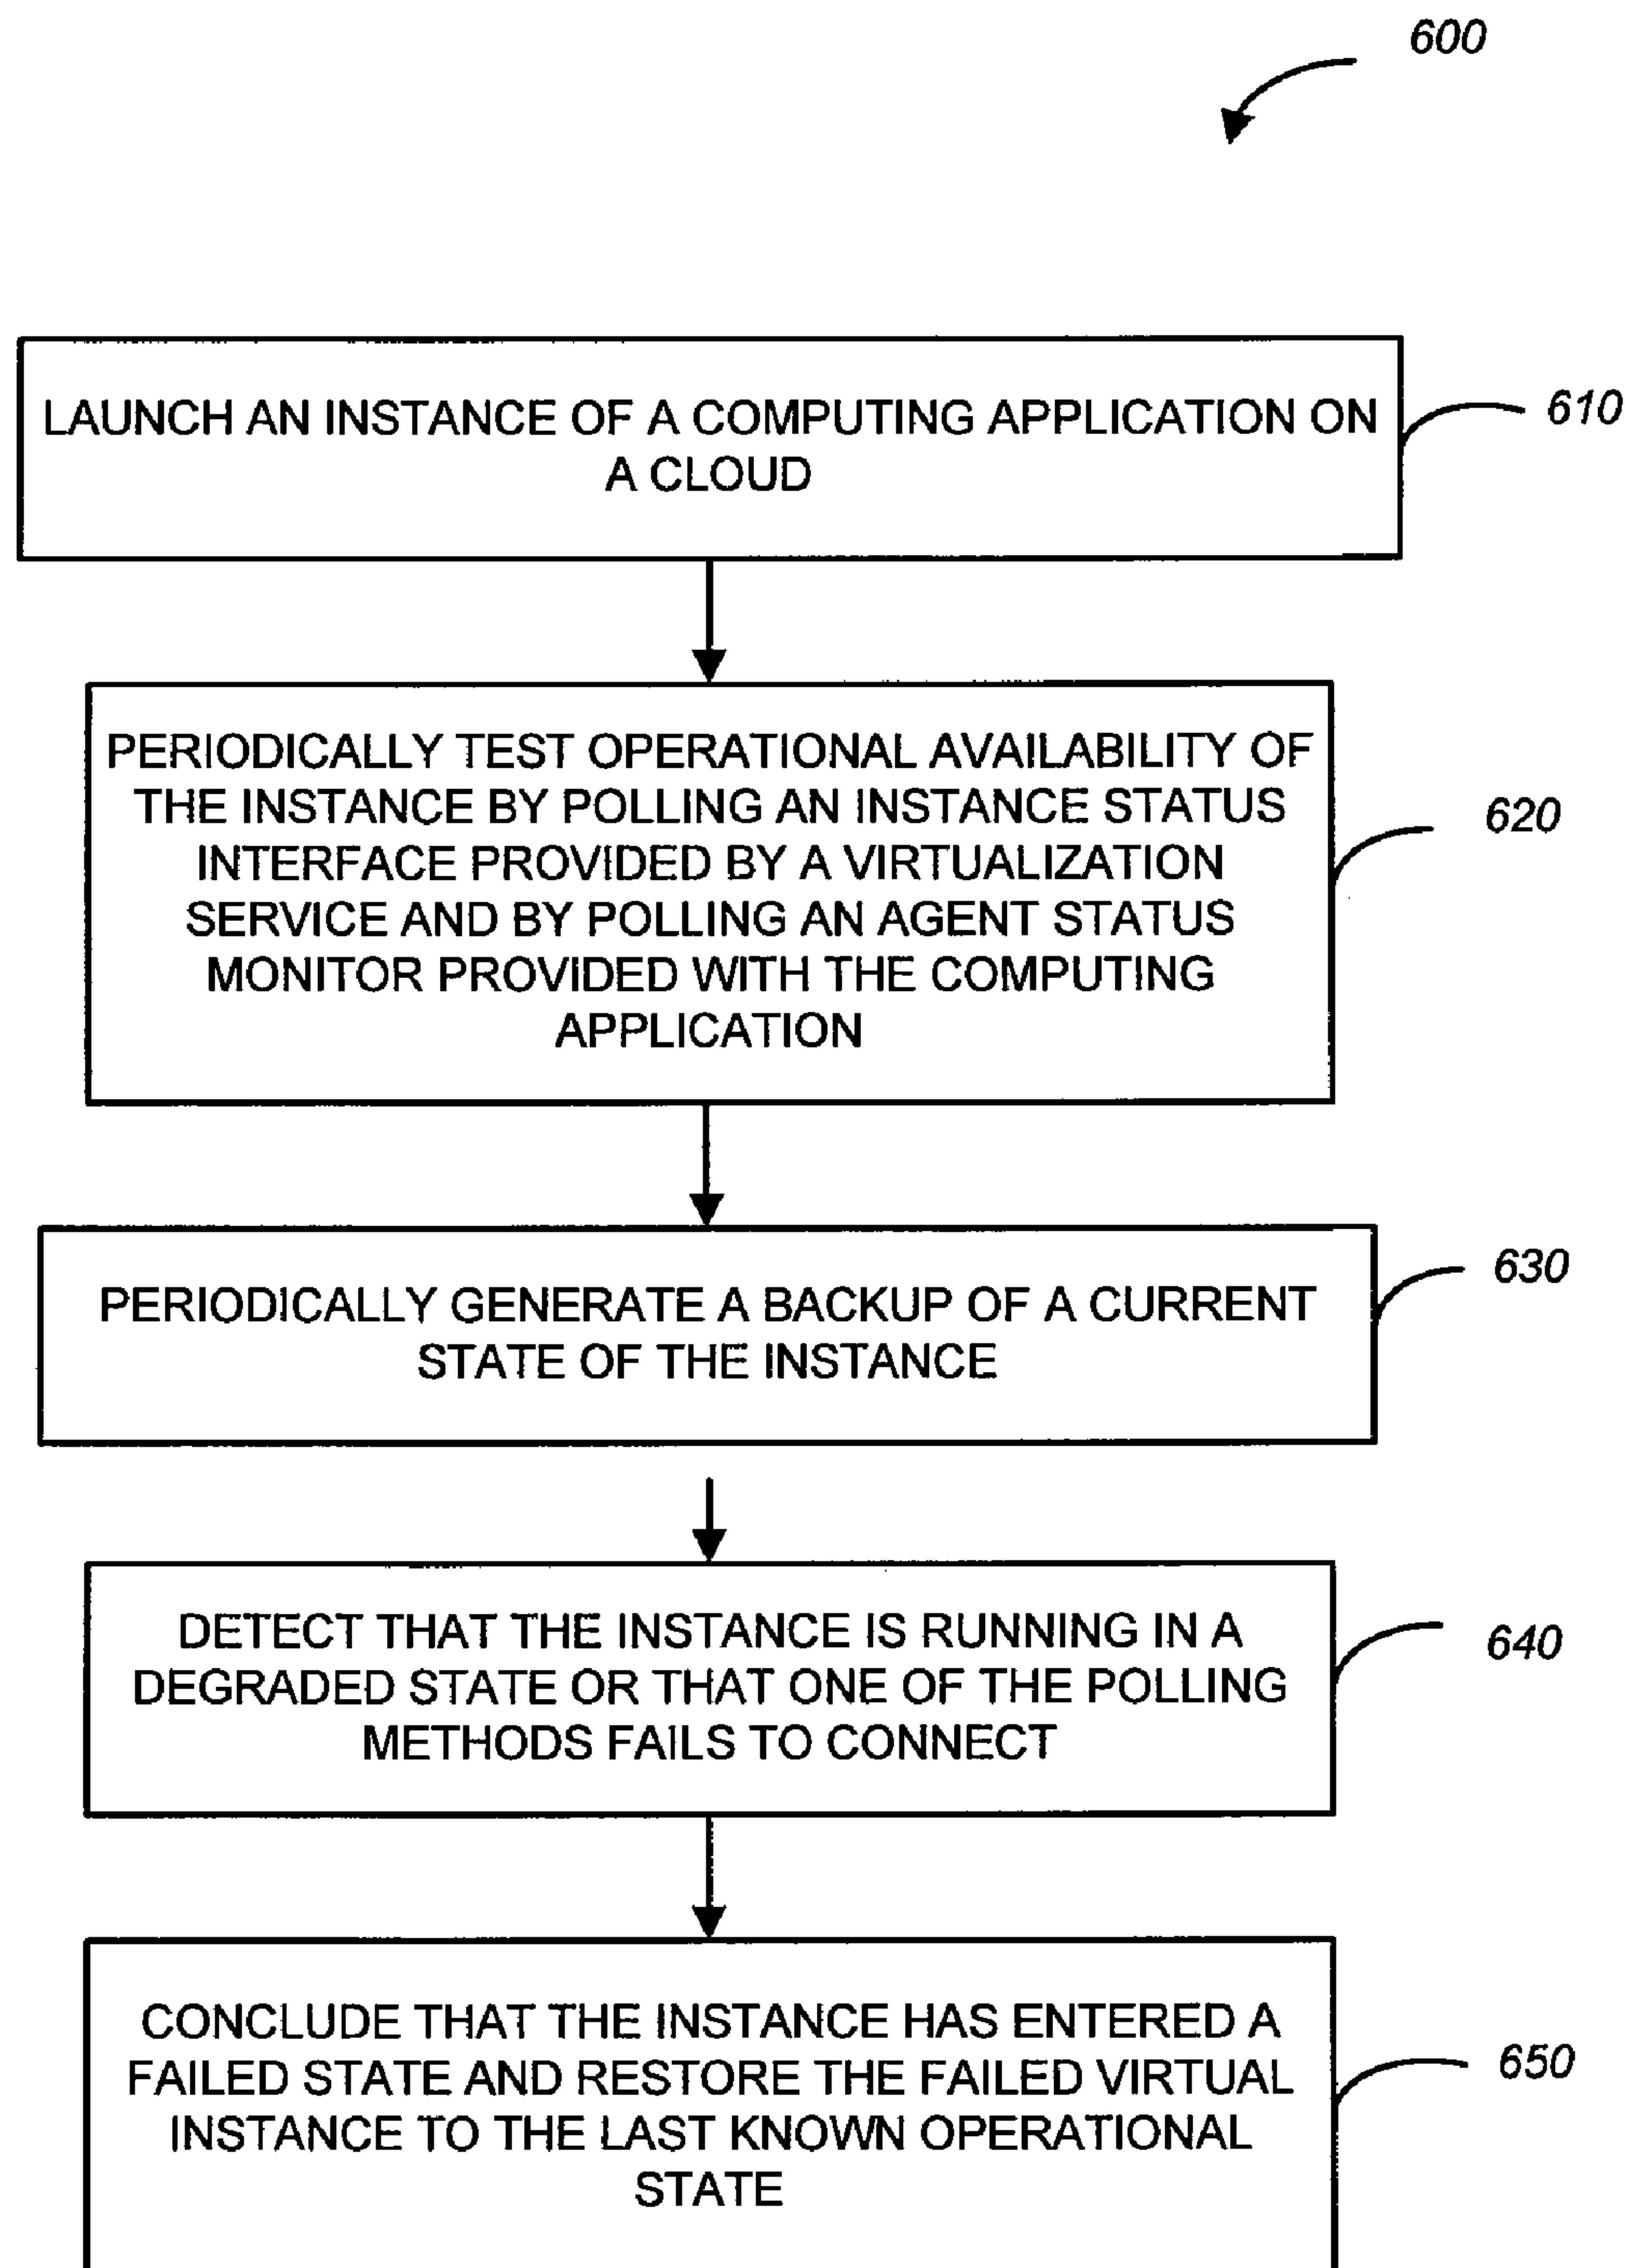 600
LAUNCH AN INSTANCE OF A COMPUTING APPLICATION ON
A CLOUD
610
PERIODICALLY TEST OPERATIONAL AVAILABILITY OF
THE INSTANCE BY POLLING AN INSTANCE STATUS
INTERFACE PROVIDED BY A VIRTUALIZATION
SERVICE AND BY POLLING AN AGENT STATUS
MONITOR PROVIDED WITH THE COMPUTING
APPLICATION
620
PERIODICALLY GENERATE A BACKUP OF A CURRENT
STATE OF THE INSTANCE
630
DETECT THAT THE INSTANCE IS RUNNING IN A
DEGRADED STATE OR THAT ONE OF THE POLLING
METHODS FAILS TO CONNECT
640
CONCLUDE THAT THE INSTANCE HAS ENTERED A
FAILED STATE AND RESTORE THE FAILED VIRTUAL
INSTANCE TO THE LAST KNOWN OPERATIONAL
STATE
650